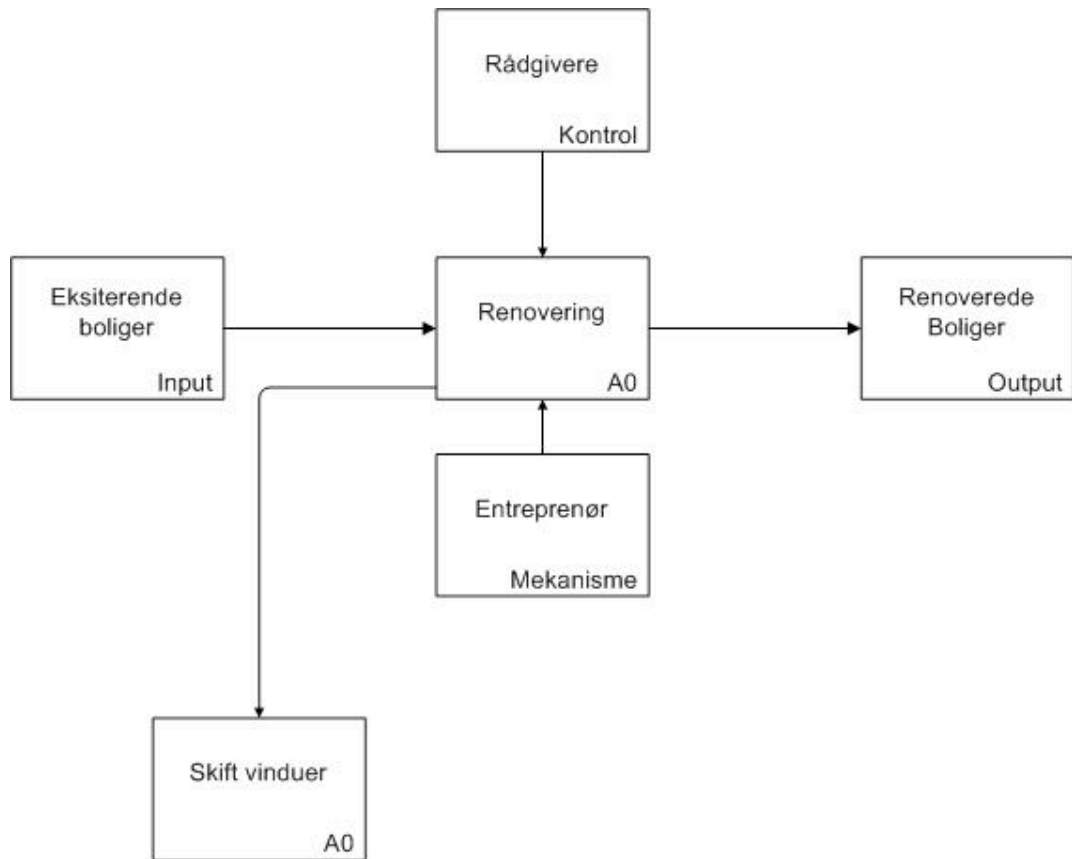 Rådgivere
Kontrol
Eksiterende
boliger
Input
Renovering
A0
Renoverede
Boliger
Output
Entreprenør
Mekanisme
Skift vinduer
A0